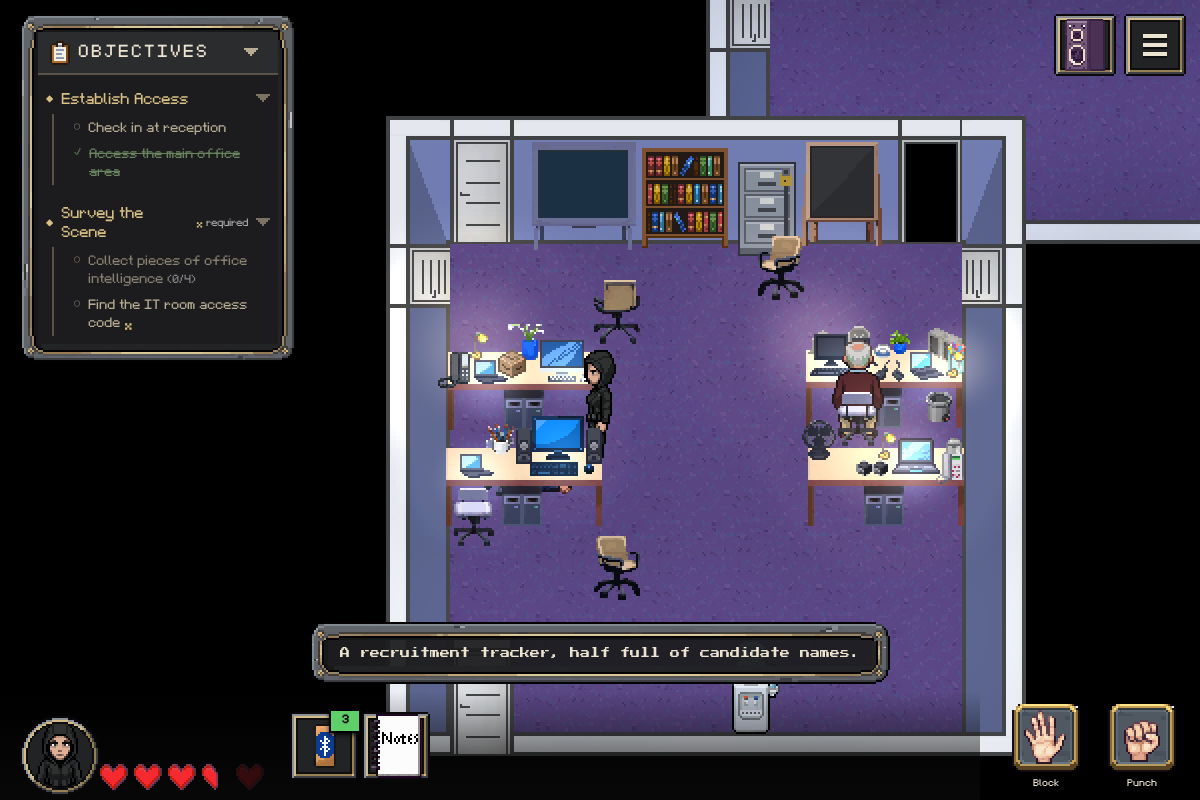 OBJECTIVES
Establish Access
Check in at reception
Access the main office
area
Survey the
Scene
x required
Collect pieces of office
intelligence (0/4)
Find the IT room access
code x
A recruitment tracker, half full of candidate names.
3
Notes
Block
Punch